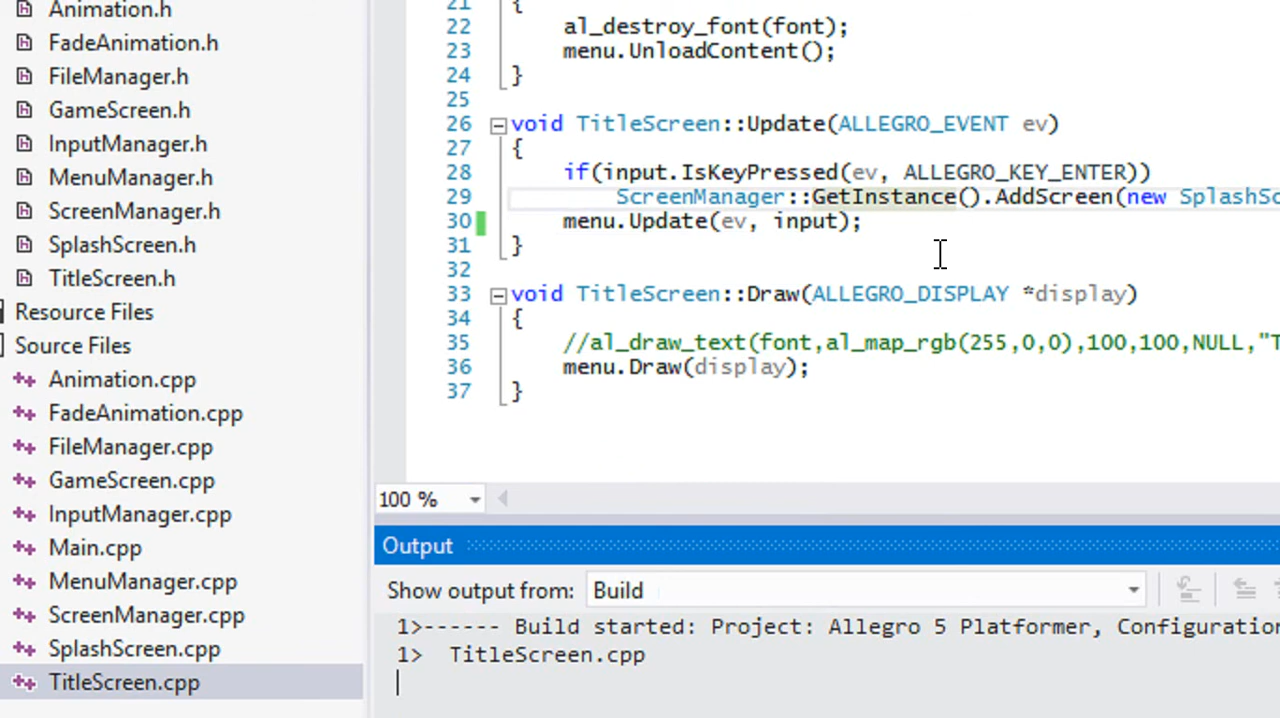 Animation.h
FadeAnimation.h
FileManager.h
GameScreen.h
InputManager.h
MenuManager.h
ScreenManager.h
SplashScreen.h
TitleScreen.h
Resource Files
Source Files
Animation.cpp
FadeAnimation.cpp
FileManager.cpp
GameScreen.cpp
InputManager.cpp
Main.cpp
MenuManager.cpp
ScreenManager.cpp
SplashScreen.cpp
TitleScreen.cpp
21 {
22 al_destroy_font(font);
23 menu.UnloadContent();
24 }
25
26 void TitleScreen::Update(ALLEGRO_EVENT ev)
27 {
28 if(input.IsKeyPressed(ev, ALLEGRO_KEY_ENTER))
29 ScreenManager::GetInstance().AddScreen(new SplashSc
30 menu.Update(ev, input);
31 }
32
33 void TitleScreen::Draw(ALLEGRO_DISPLAY *display)
34 {
35 //al_draw_text(font,al_map_rgb(255,0,0),100,100,NULL,"T
36 menu.Draw(display);
37 }
100 %
Output
Show output from: Build
1>------ Build started: Project: Allegro 5 Platformer, Configuration
1> TitleScreen.cpp